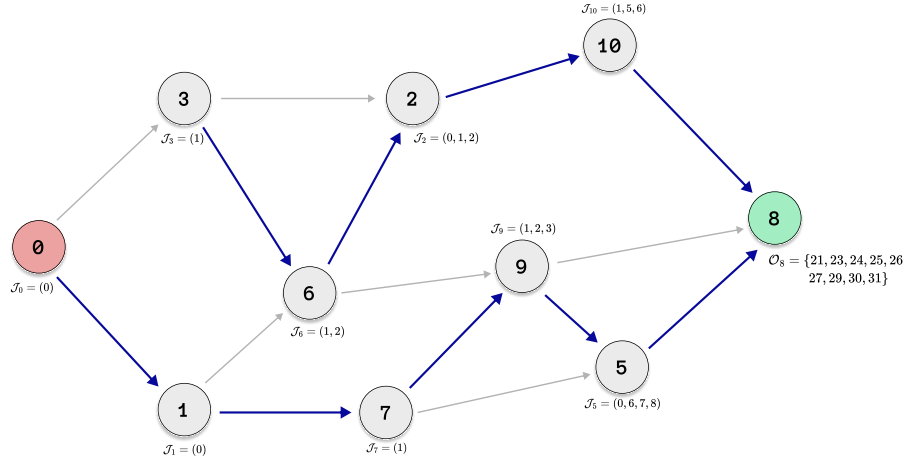 𝒥₁₀ = (1, 5, 6)
10
3
2
𝒥₃ = (1)
𝒥₂ = (0, 1, 2)
8
𝒥₉ = (1, 2, 3)
0
9
𝒪₈ = {21, 23, 24, 25, 26
27, 29, 30, 31}
𝒥₀ = (0)
6
𝒥₆ = (1, 2)
5
𝒥₅ = (0, 6, 7, 8)
1
7
𝒥₁ = (0)
𝒥₇ = (1)